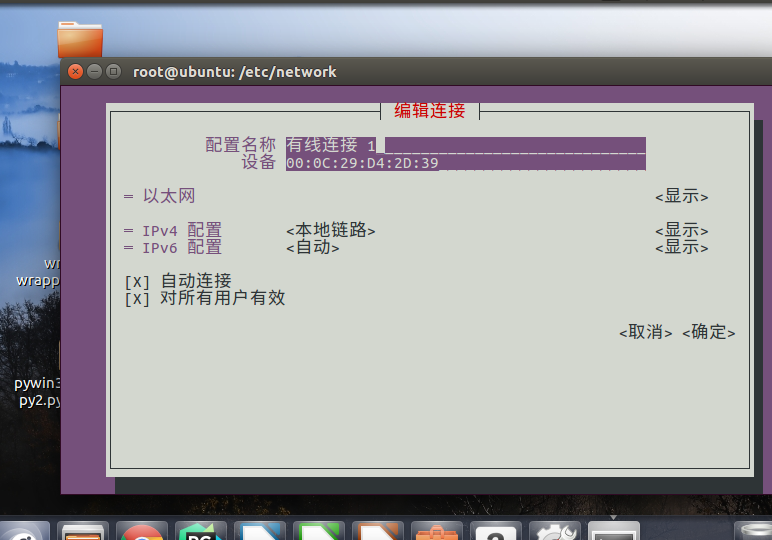 root@ubuntu: /etc/network
编辑连接
配置名称 有线连接 1
设备 00:0C:29:D4:2D:39
= 以太网 <显示>
= IPv4 配置 <本地链路> <显示>
= IPv6 配置 <自动> <显示>
[X] 自动连接
[X] 对所有用户有效
<取消> <确定>
wr
wrapp
pywin3
py2.py
PC